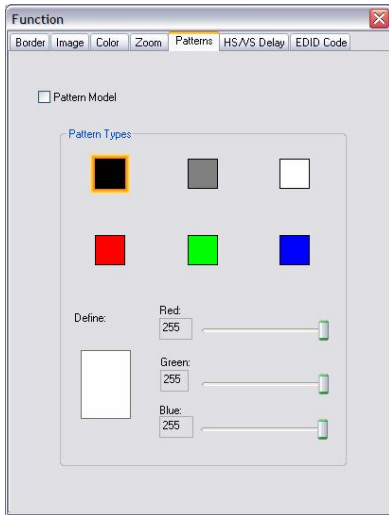 Function
Border Image Color Zoom Patterns HS/VS Delay EDID Code
Pattern Model
Pattern Types
Define:
Red:
255
Green:
255
Blue:
255